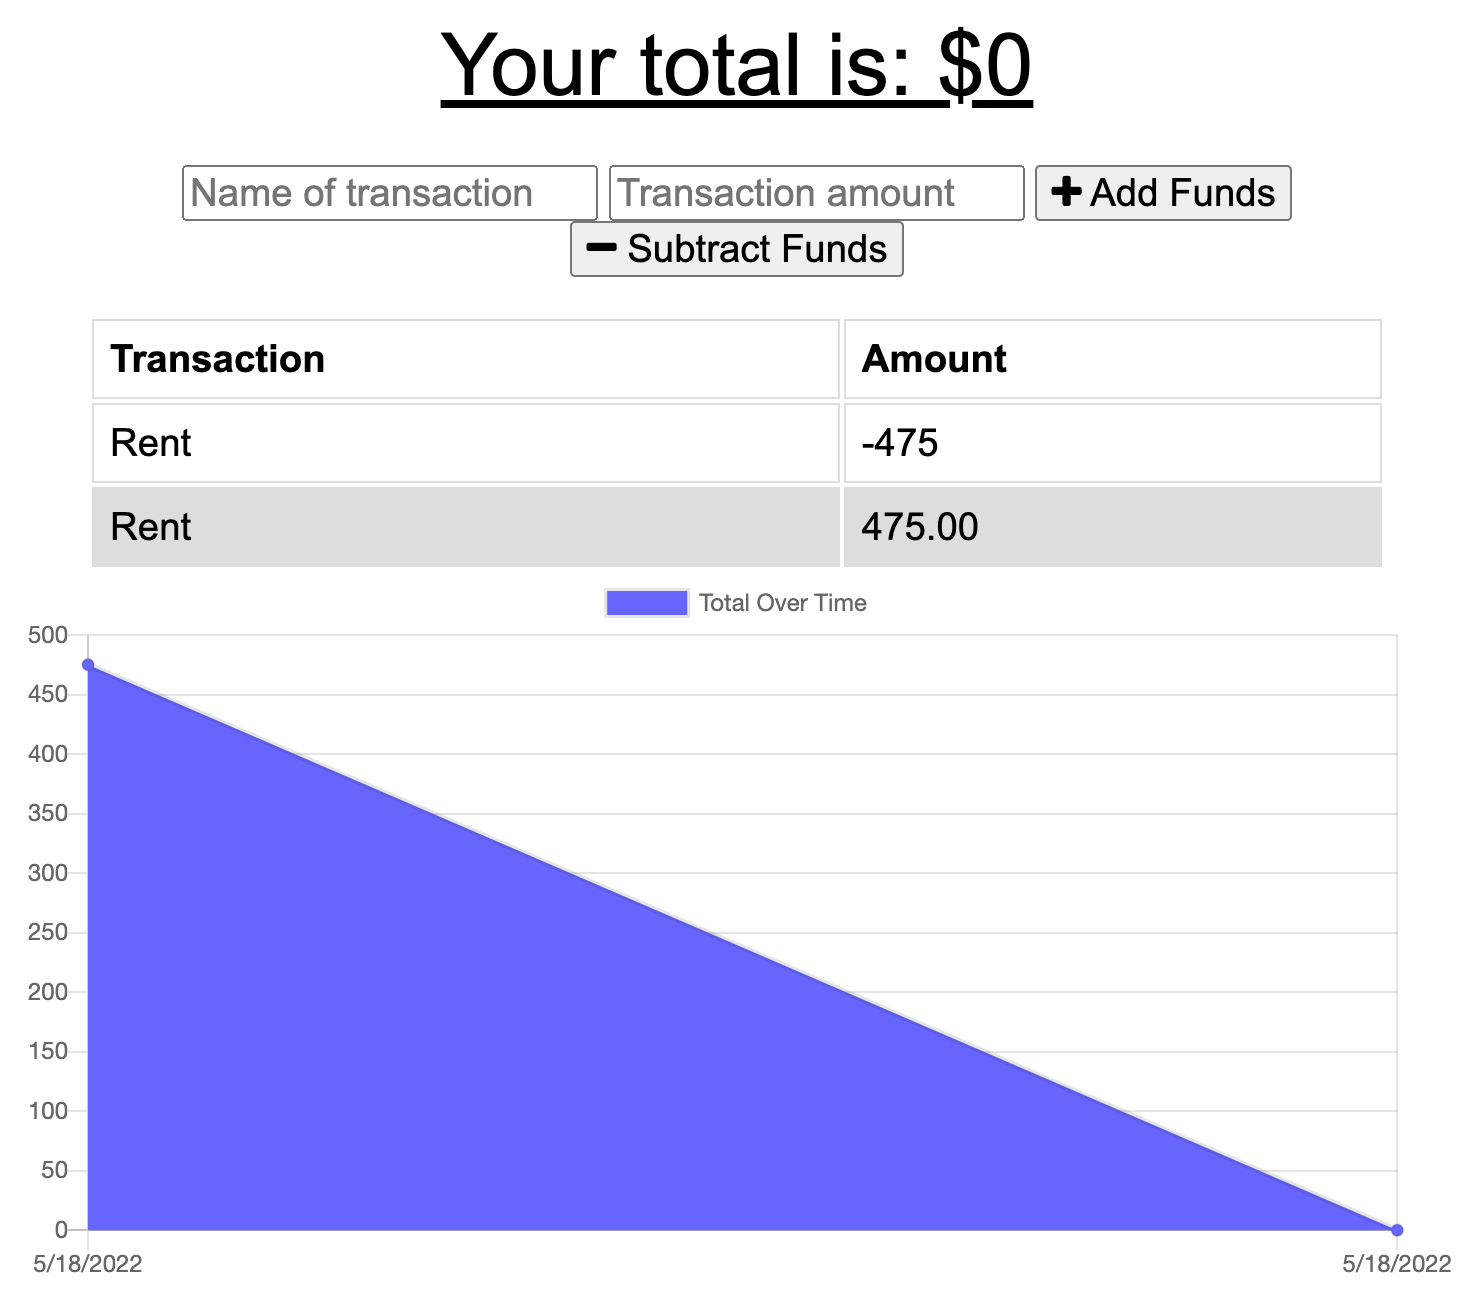 Your total is: $0
Name of transaction Transaction amount Add Funds
Subtract Funds
Transaction Amount
Rent -475
Rent 475.00
Total Over Time
500
450
400
350
300
250
200
150
100
50
0
5/18/2022 5/18/2022